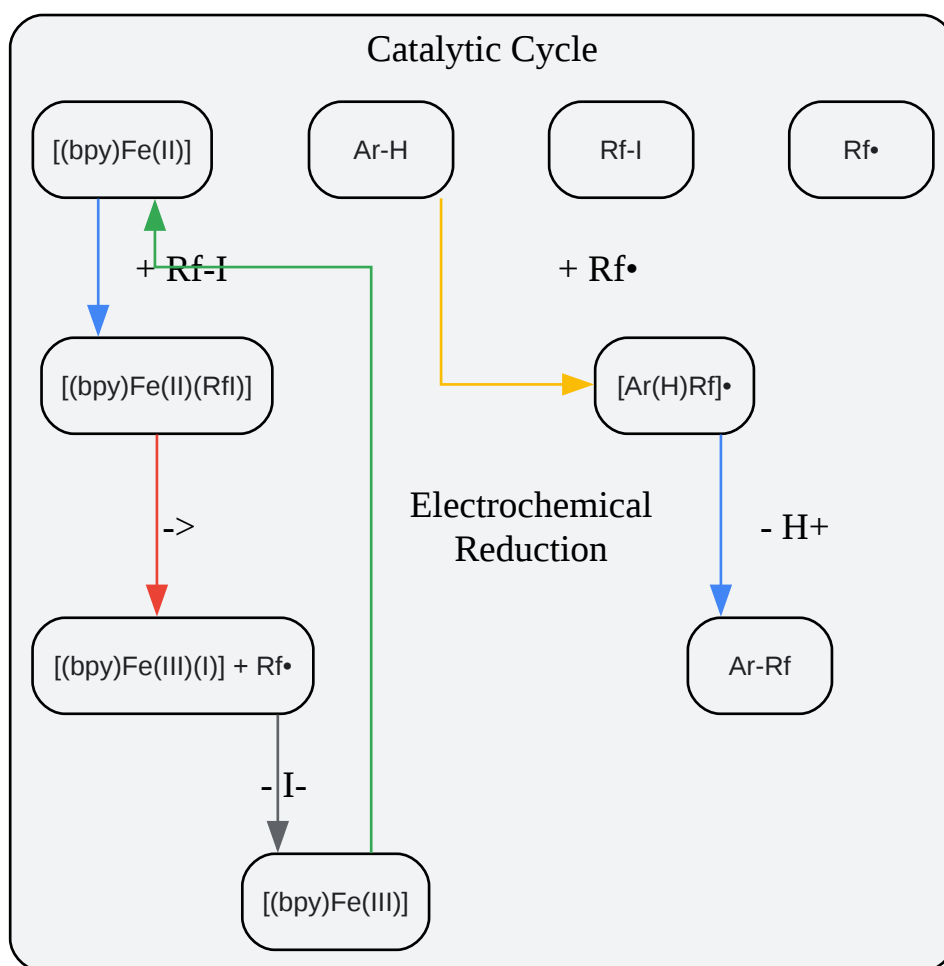 Catalytic Cycle
[(bpy)Fe(II)]
Ar-H
Rf-I
Rf•
+ Rf-I
+ Rf•
[(bpy)Fe(II)(RfI)]
[Ar(H)Rf]•
->
Electrochemical
Reduction
- H+
[(bpy)Fe(III)(I)] + Rf•
Ar-Rf
- I-
[(bpy)Fe(III)]